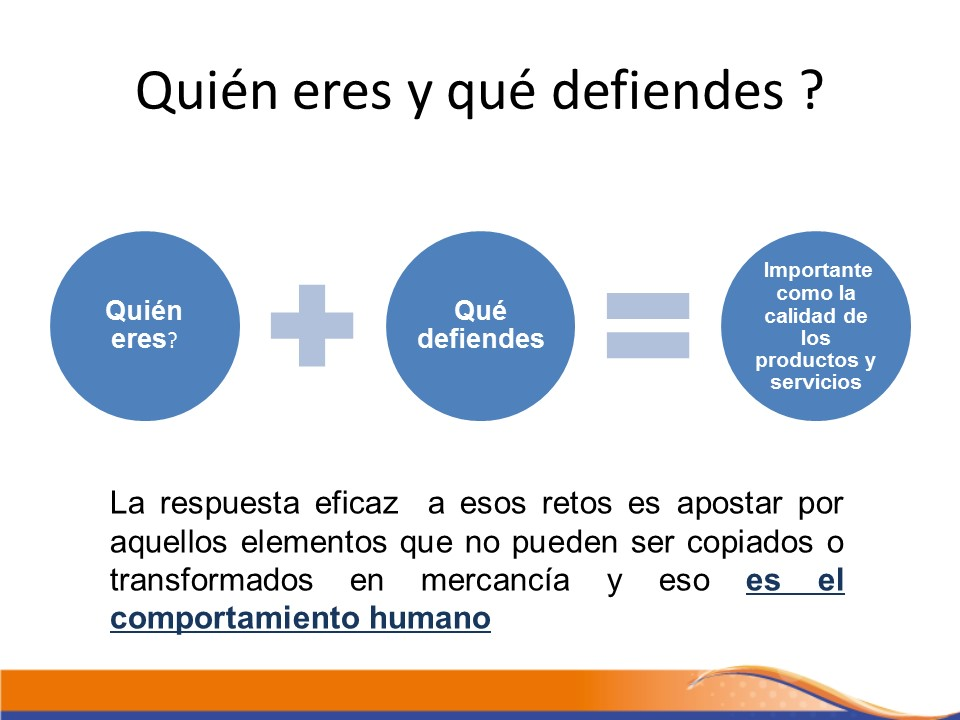 Quién eres y qué defiendes ?
Quién
eres?
Qué
defiendes
Importante
como la
calidad de
los
productos y
servicios
La respuesta eficaz a esos retos es apostar por
aquellos elementos que no pueden ser copiados o
transformados en mercancía y eso es el
comportamiento humano